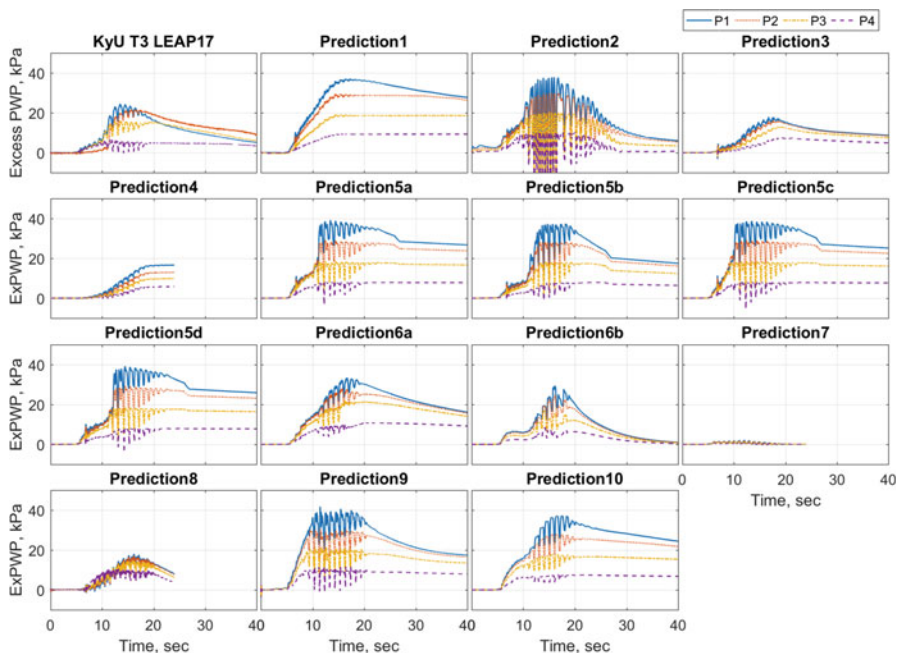 P1 P2 P3 P4
KyU T3 LEAP17 Prediction1 Prediction2 Prediction3
Excess PWP, kPa
40
20
0
Prediction4 Prediction5a Prediction5b Prediction5c
ExPWP, kPa
40
20
0
Prediction5d Prediction6a Prediction6b Prediction7
ExPWP, kPa
40
20
0
0 10 20 30 40
Time, sec
Prediction8 Prediction9 Prediction10
ExPWP, kPa
40
20
0
0 10 20 30 40 0 10 20 30 40 0 10 20 30 40
Time, sec Time, sec Time, sec